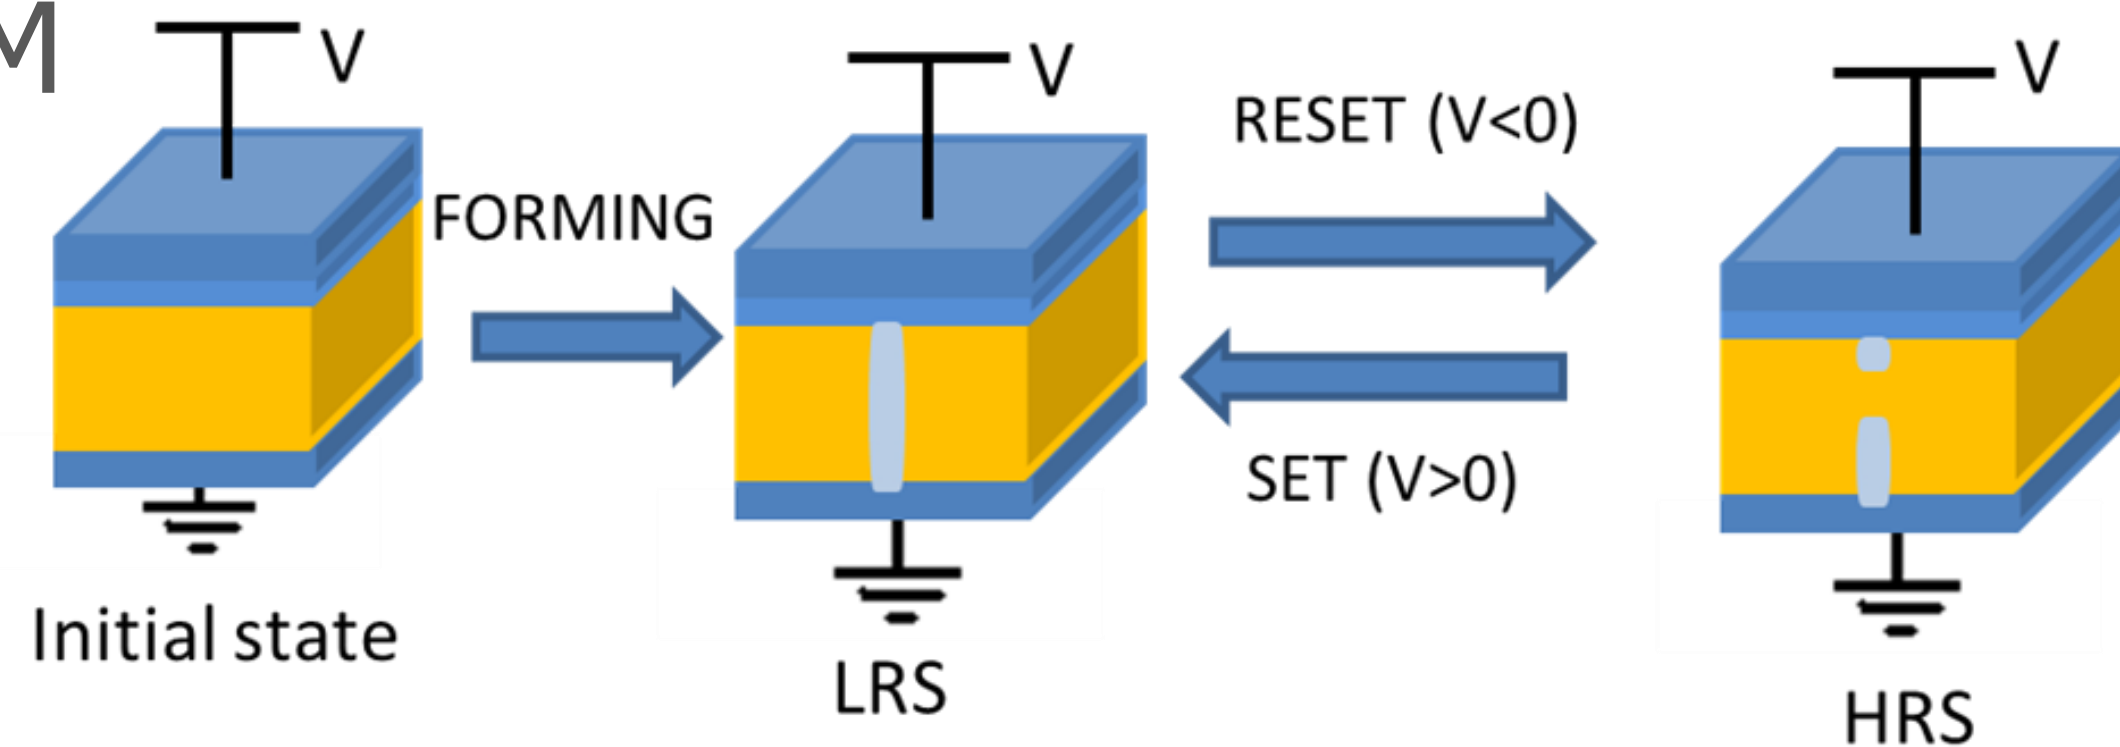 M
V
V
V
RESET (V<0)
FORMING
SET (V>0)
Initial state
LRS
HRS